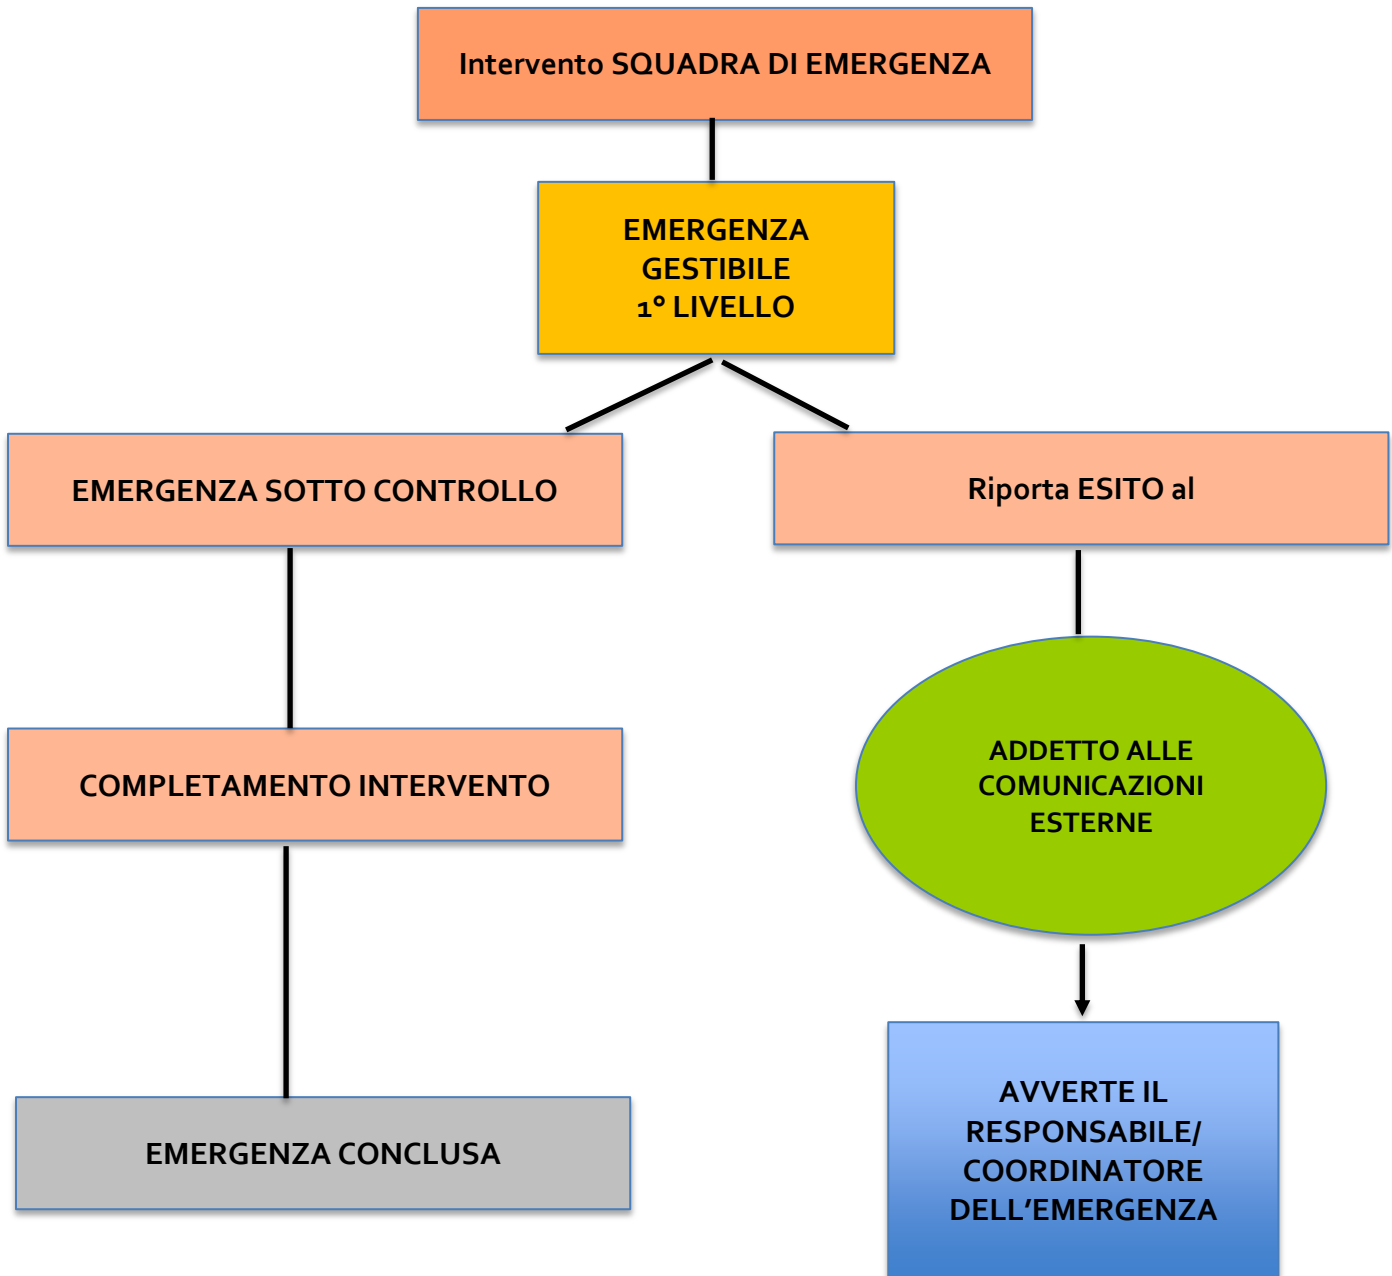 Intervento SQUADRA DI EMERGENZA
EMERGENZA
GESTIBILE
1° LIVELLO
EMERGENZA SOTTO CONTROLLO
Riporta ESITO al
COMPLETAMENTO INTERVENTO
ADDETTO ALLE
COMUNICAZIONI
ESTERNE
EMERGENZA CONCLUSA
AVVERTE IL
RESPONSABILE/
COORDINATORE
DELL’EMERGENZA